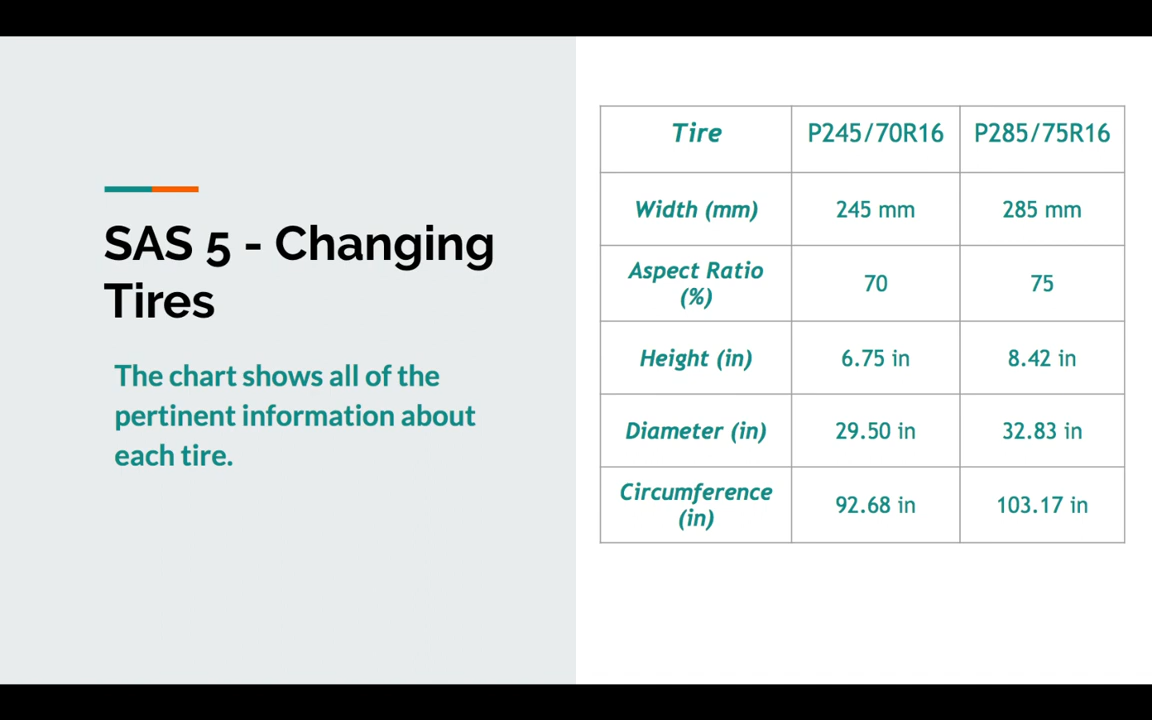 SAS 5 - Changing
Tires
The chart shows all of the
pertinent information about
each tire.
Tire P245/70R16 P285/75R16
Width (mm) 245 mm 285 mm
Aspect Ratio
(%) 70 75
Height (in) 6.75 in 8.42 in
Diameter (in) 29.50 in 32.83 in
Circumference
(in) 92.68 in 103.17 in